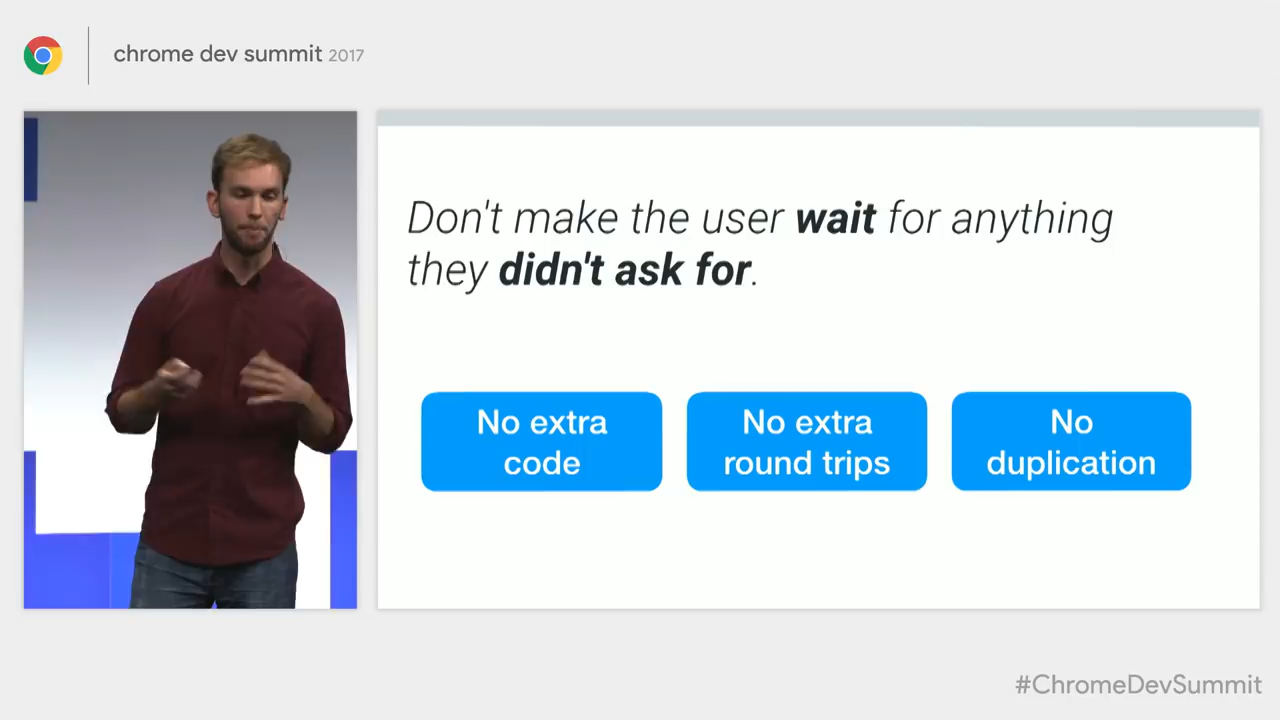 chrome dev summit 2017
Don't make the user wait for anything
they didn't ask for.
No extra
code
No extra
round trips
No
duplication
#ChromeDevSummit